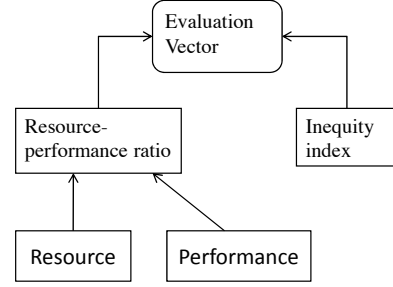 Evaluation
Vector
Resource-
performance ratio
Inequity
index
Resource
Performance